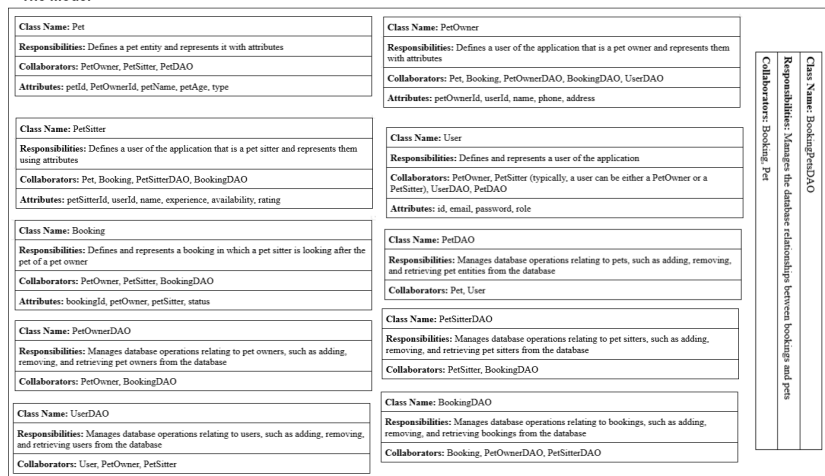 The Model
Class Name: Pet
Responsibilities: Defines a pet entity and represents it with attributes
Collaborators: PetOwner, PetSitter, PetDAO
Attributes: petId, PetOwnerId, petName, petAge, type
Class Name: PetSitter
Responsibilities: Defines a user of the application that is a pet sitter and represents them
using attributes
Collaborators: Pet, Booking, PetSitterDAO, BookingDAO
Attributes: petSitterId, userId, name, experience, availability, rating
Class Name: Booking
Responsibilities: Defines and represents a booking in which a pet sitter is looking after the
pet of a pet owner
Collaborators: PetOwner, PetSitter, BookingDAO
Attributes: bookingId, petOwner, petSitter, status
Class Name: PetOwnerDAO
Responsibilities: Manages database operations relating to pet owners, such as adding,
removing, and retrieving pet owners from the database
Collaborators: PetOwner, BookingDAO
Class Name: UserDAO
Responsibilities: Manages database operations relating to users, such as adding, removing,
and retrieving users from the database
Collaborators: User, PetOwner, PetSitter
Class Name: PetOwner
Responsibilities: Defines a user of the application that is a pet owner and represents them
with attributes
Collaborators: Pet, Booking, PetOwnerDAO, BookingDAO, UserDAO
Attributes: petOwnerId, userId, name, phone, address
Class Name: User
Responsibilities: Defines and represents a user of the application
Collaborators: PetOwner, PetSitter (typically, a user can be either a PetOwner or a
PetSitter), UserDAO, PetDAO
Attributes: id, email, password, role
Class Name: PetDAO
Responsibilities: Manages database operations relating to pets, such as adding, removing,
and retrieving pet entities from the database
Collaborators: Pet, User
Class Name: PetSitterDAO
Responsibilities: Manages database operations relating to pet sitters, such as adding,
removing, and retrieving pet sitters from the database
Collaborators: PetSitter, BookingDAO
Class Name: BookingDAO
Responsibilities: Manages database operations relating to bookings, such as adding,
removing, and retrieving bookings from the database
Collaborators: Booking, PetOwnerDAO, PetSitterDAO
Class Name: BookingPetsDAO
Responsibilities: Manages the database relationships between bookings and pets
Collaborators: Booking, Pet